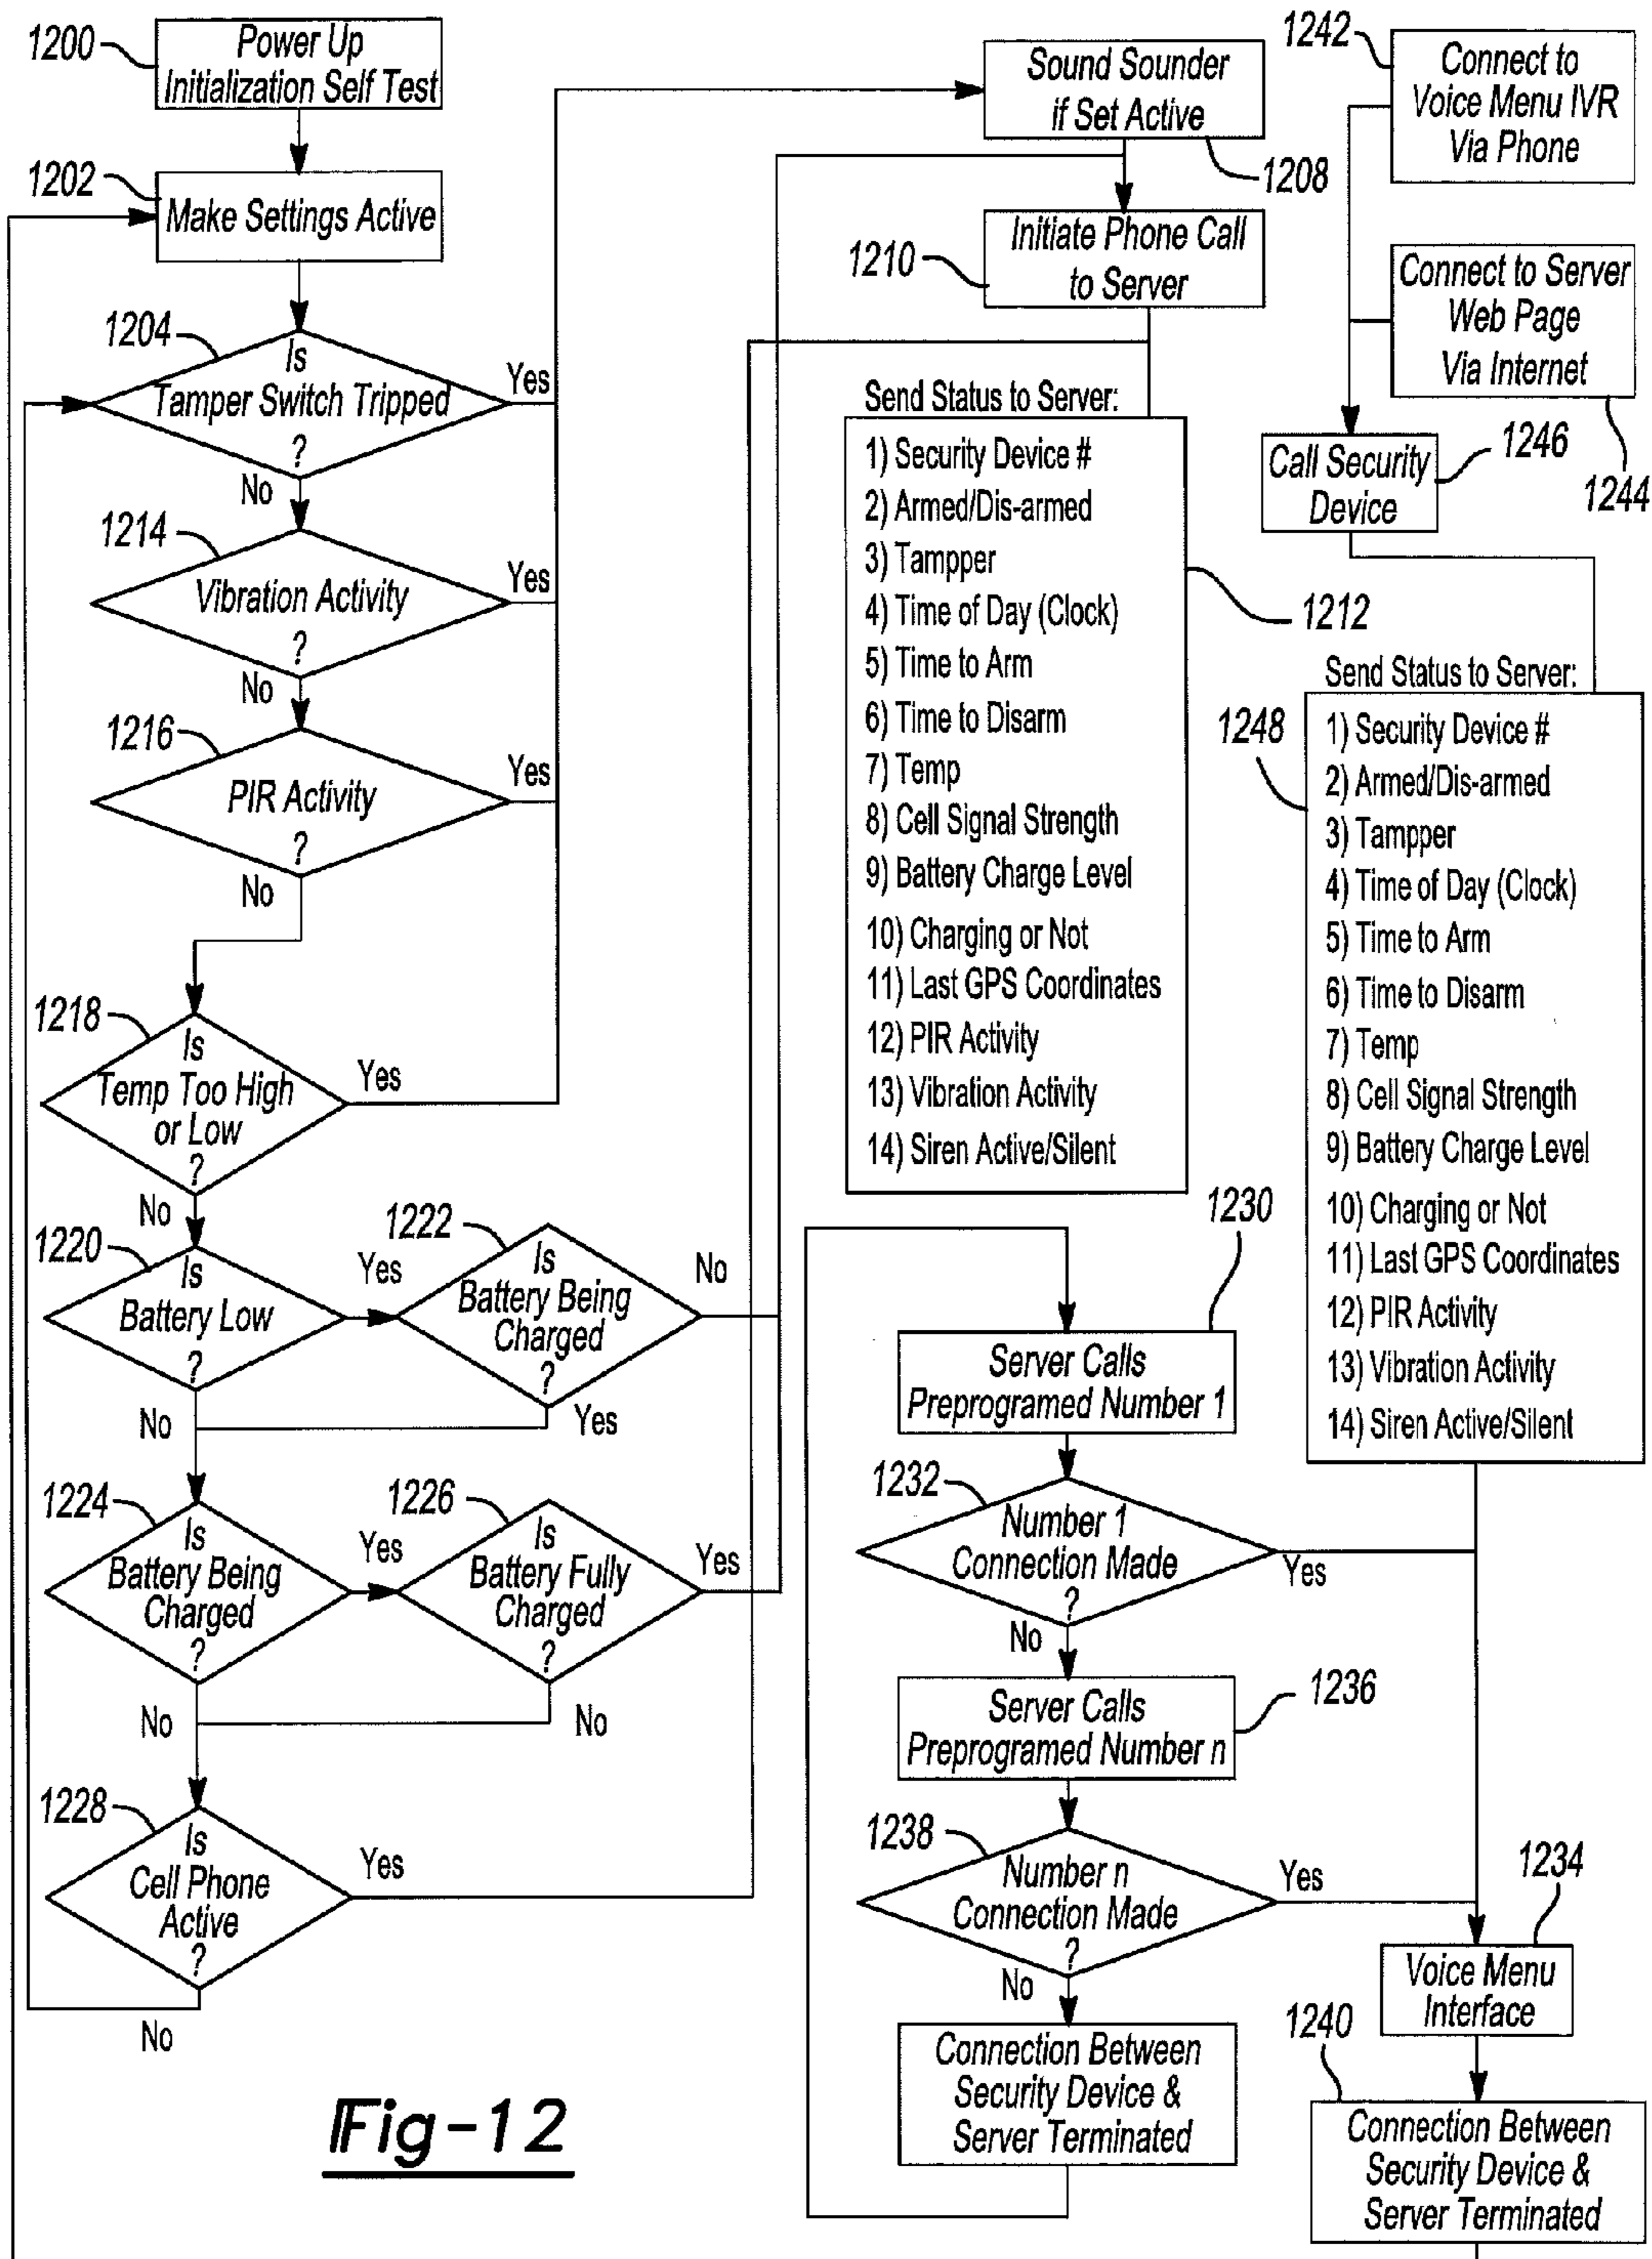 1200
Power Up
Initialization Self Test
1202
Make Settings Active
1204
Is
Tamper Switch Tripped
?
Yes
No
1214
Vibration Activity
?
Yes
No
1216
PIR Activity
?
Yes
No
1218
Is
Temp Too High
or Low
?
Yes
No
1220
Is
Battery Low
?
Yes
No
1222
Is
Battery Being
Charged
?
No
Yes
1224
Is
Battery Being
Charged
?
Yes
No
1226
Is
Battery Fully
Charged
?
Yes
No
1228
Is
Cell Phone
Active
?
Yes
No
Sound Sounder
if Set Active
1208
1210
Initiate Phone Call
to Server
Send Status to Server:
1) Security Device #
2) Armed/Dis-armed
3) Tampper
4) Time of Day (Clock)
5) Time to Arm
6) Time to Disarm
7) Temp
8) Cell Signal Strength
9) Battery Charge Level
10) Charging or Not
11) Last GPS Coordinates
12) PIR Activity
13) Vibration Activity
14) Siren Active/Silent
1212
1230
Server Calls
Preprogramed Number 1
1232
Number 1
Connection Made
?
Yes
No
Server Calls
Preprogramed Number n
1236
1238
Number n
Connection Made
?
Yes
No
Connection Between
Security Device &
Server Terminated
1242
Connect to
Voice Menu IVR
Via Phone
Connect to Server
Web Page
Via Internet
1244
Call Security
Device
1246
Send Status to Server:
1248
1) Security Device #
2) Armed/Dis-armed
3) Tampper
4) Time of Day (Clock)
5) Time to Arm
6) Time to Disarm
7) Temp
8) Cell Signal Strength
9) Battery Charge Level
10) Charging or Not
11) Last GPS Coordinates
12) PIR Activity
13) Vibration Activity
14) Siren Active/Silent
1234
Voice Menu
Interface
1240
Connection Between
Security Device &
Server Terminated
Fig-12